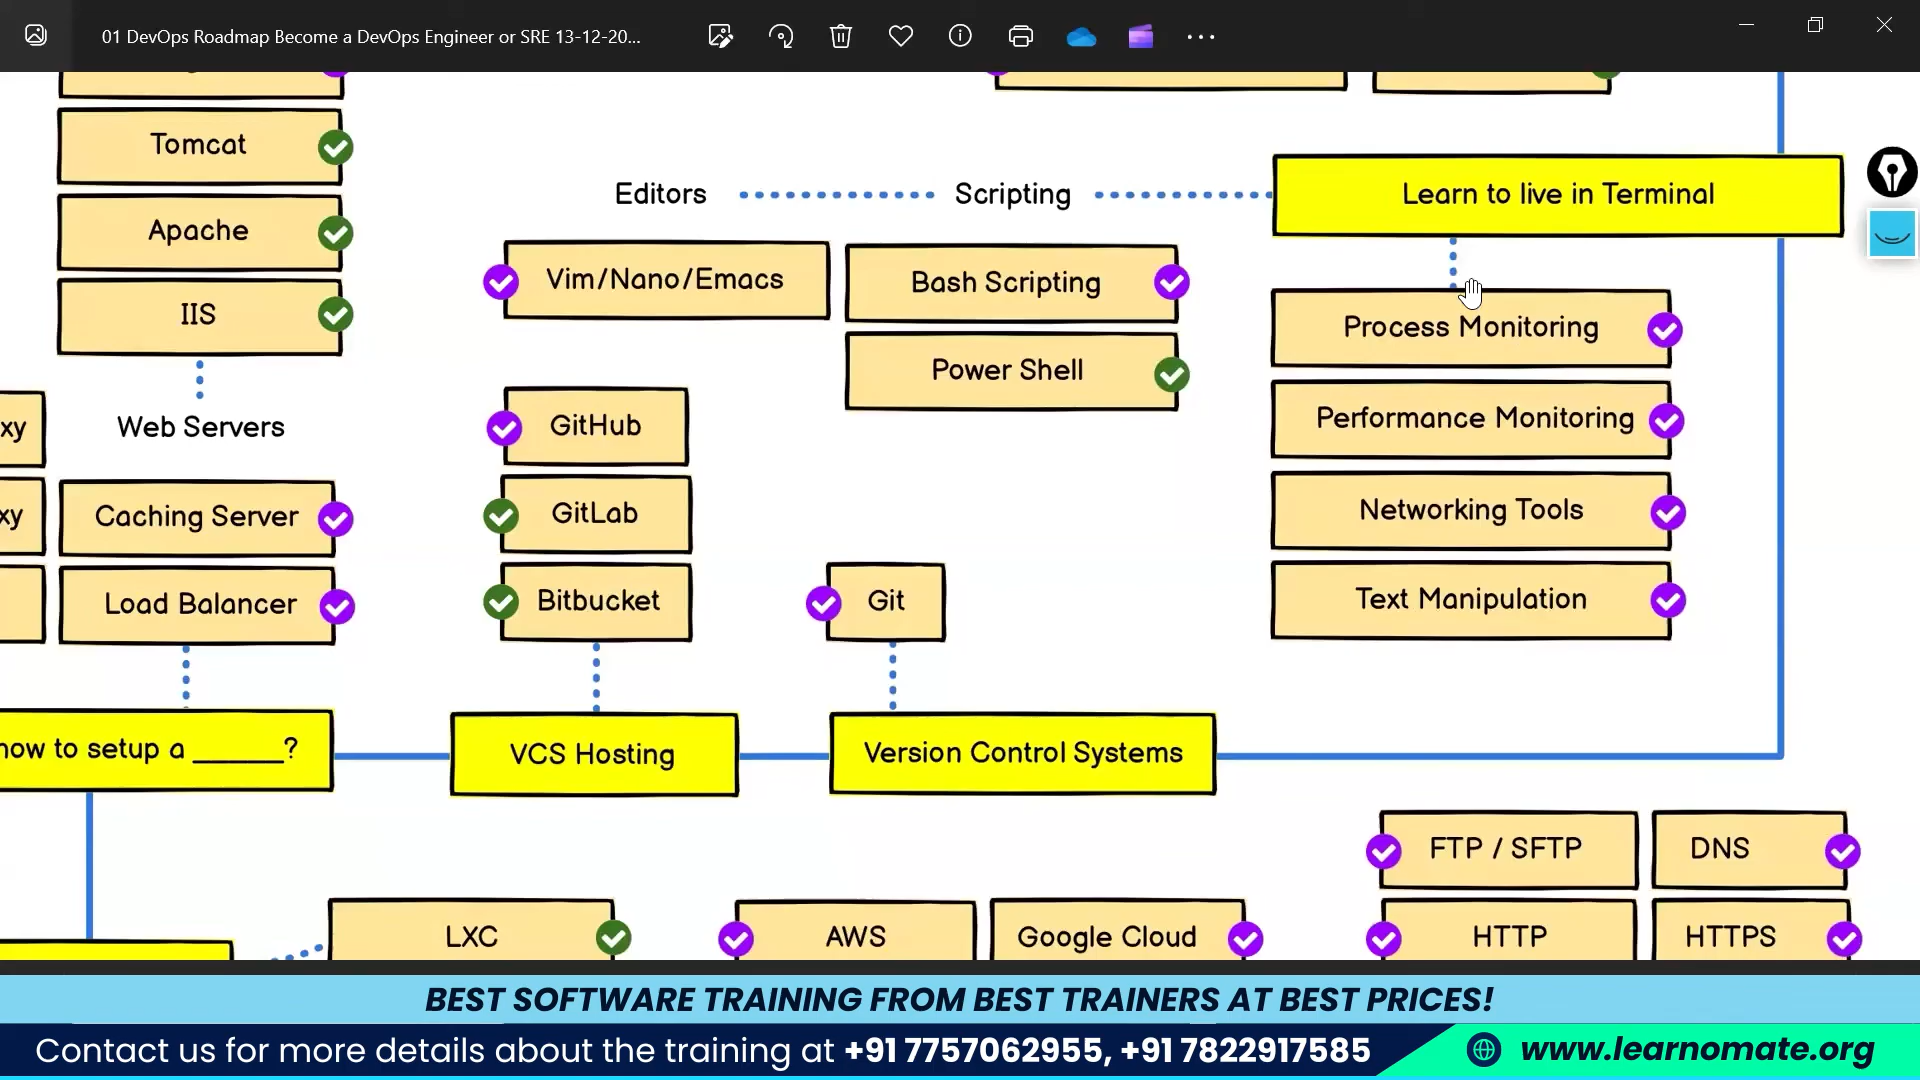 01 DevOps Roadmap Become a DevOps Engineer or SRE 13-12-20...
Tomcat
Apache
IIS
Web Servers
xy
xy
Caching Server
Load Balancer
Editors
Scripting
Learn to live in Terminal
Vim/Nano/Emacs
Bash Scripting
Power Shell
Process Monitoring
Performance Monitoring
Networking Tools
Text Manipulation
GitHub
GitLab
Bitbucket
Git
how to setup a ______?
VCS Hosting
Version Control Systems
FTP / SFTP
DNS
LXC
AWS
Google Cloud
HTTP
HTTPS
BEST SOFTWARE TRAINING FROM BEST TRAINERS AT BEST PRICES!
Contact us for more details about the training at +91 7757062955, +91 7822917585
www.learnomate.org